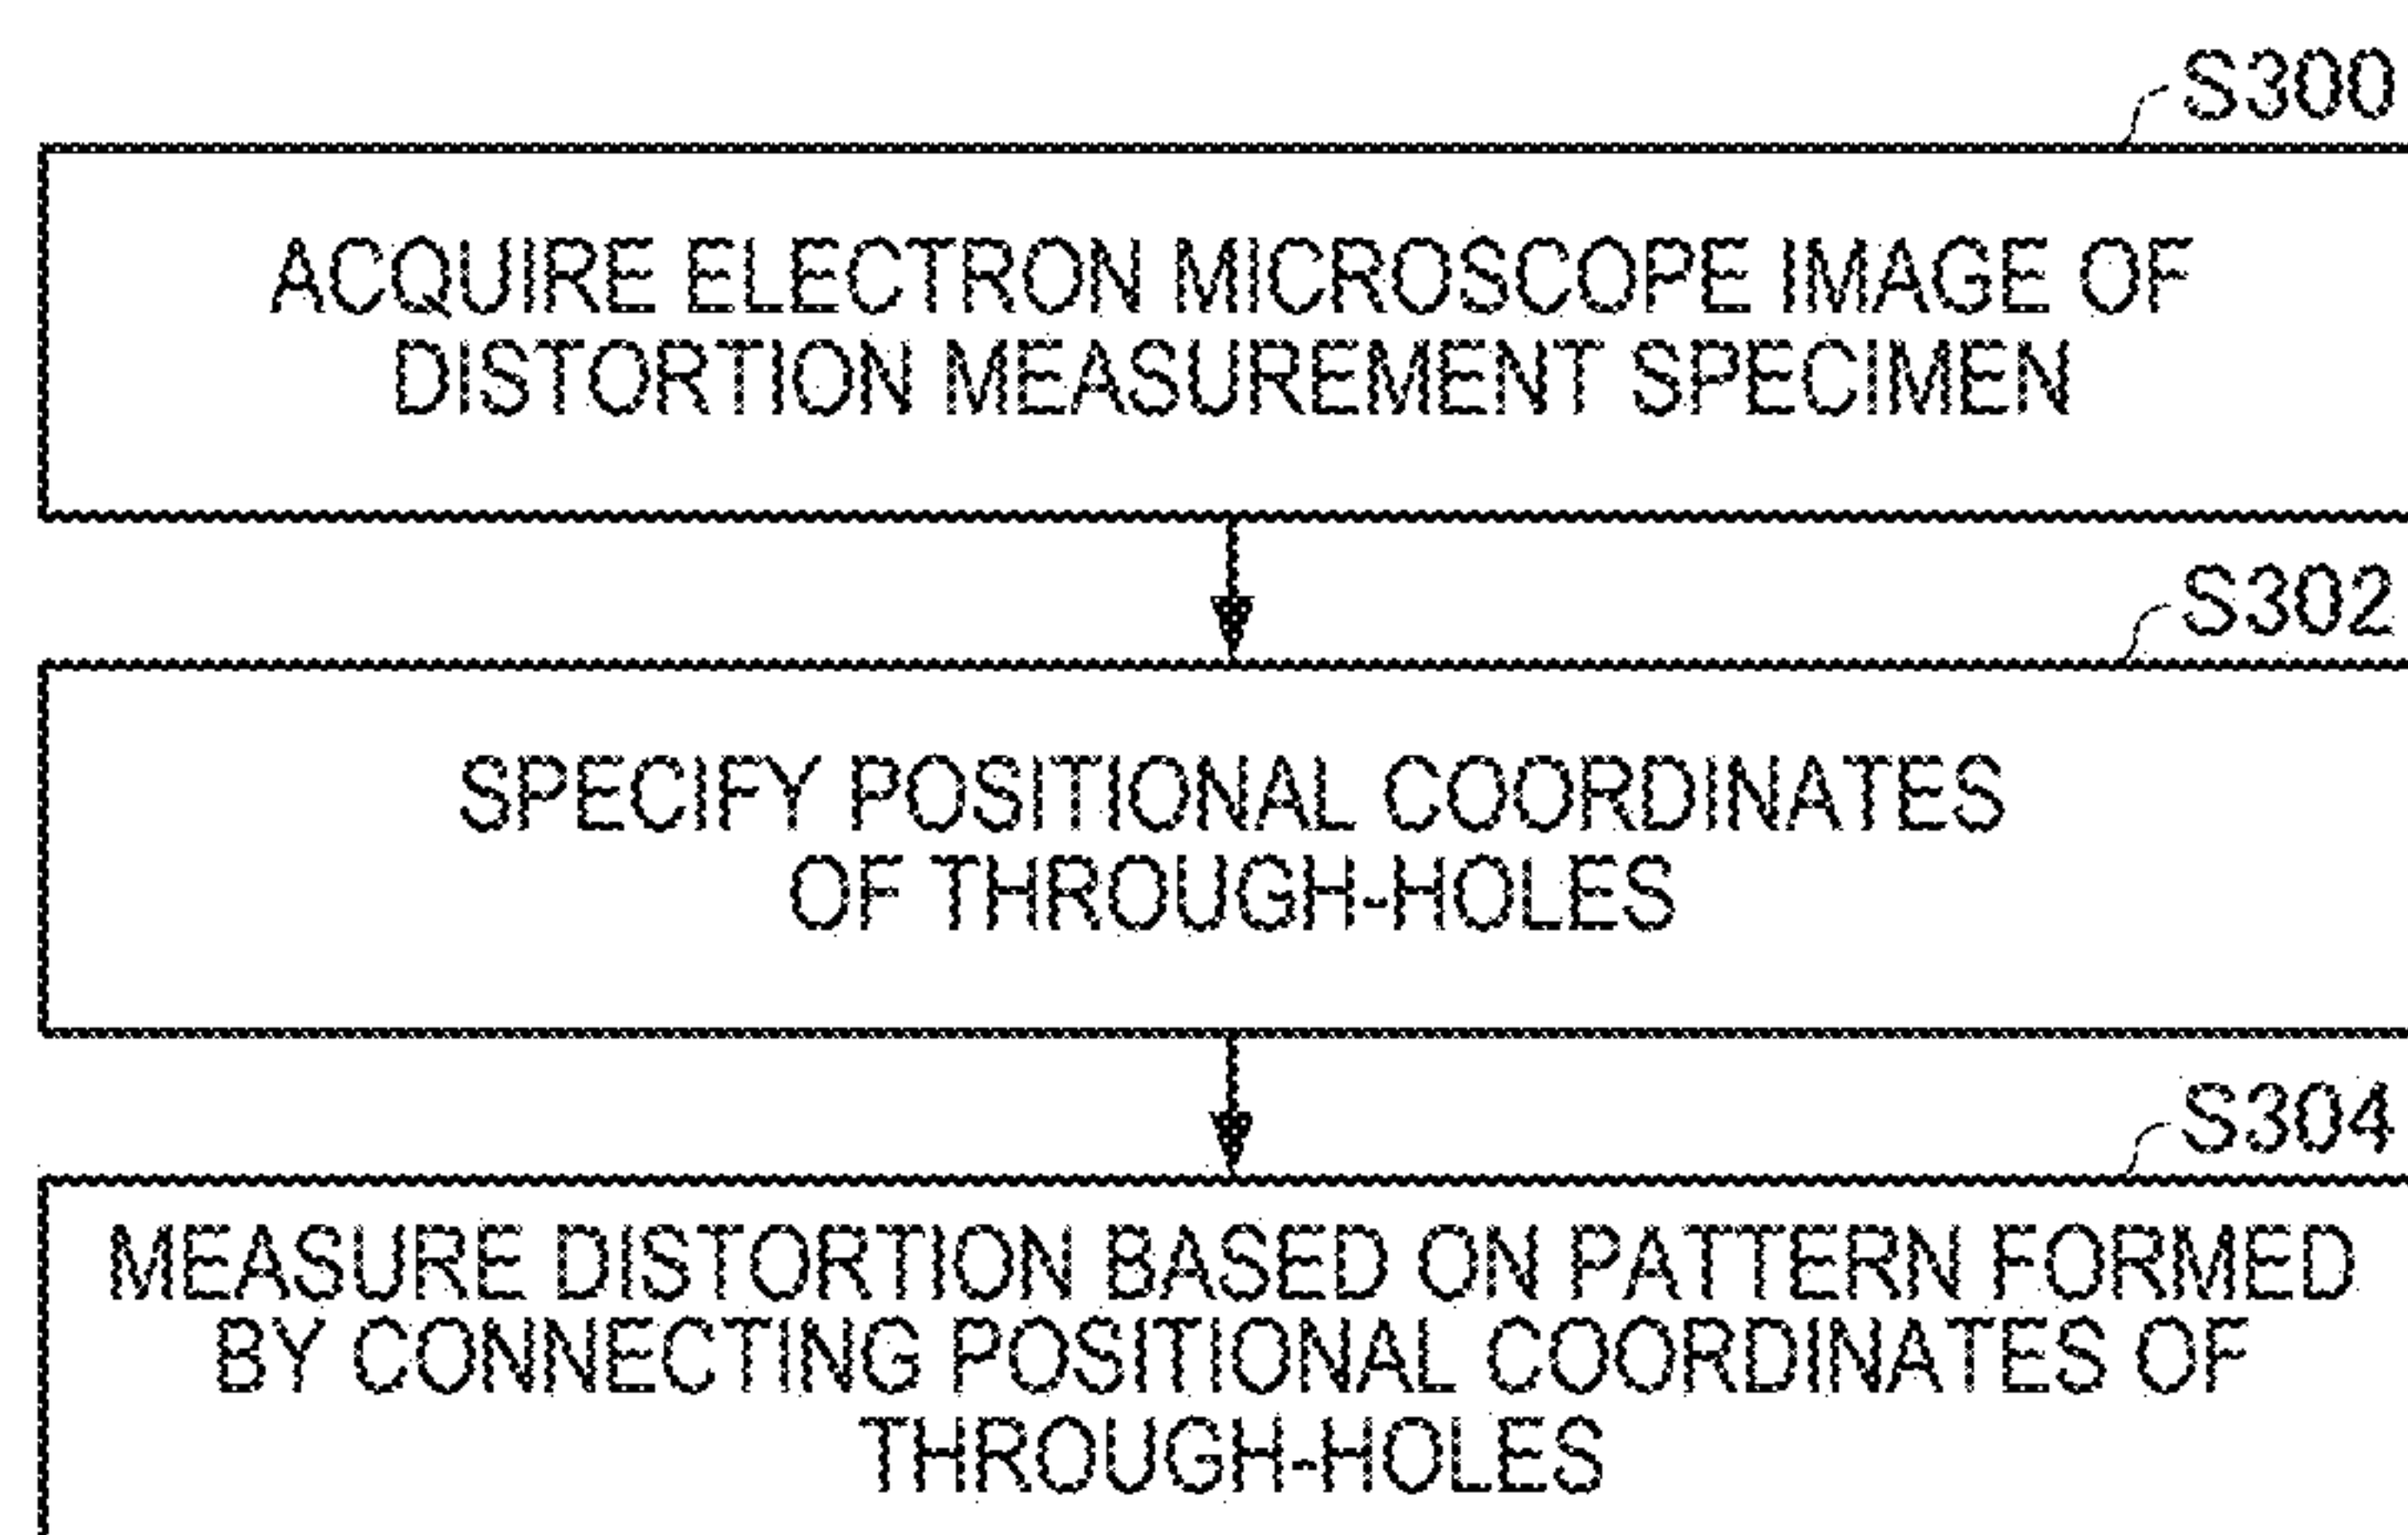 S300
ACQUIRE ELECTRON MICROSCOPE IMAGE OF
DISTORTION MEASUREMENT SPECIMEN
S302
SPECIFY POSITIONAL COORDINATES
OF THROUGH-HOLES
S304
MEASURE DISTORTION BASED ON PATTERN FORMED
BY CONNECTING POSITIONAL COORDINATES OF
THROUGH-HOLES